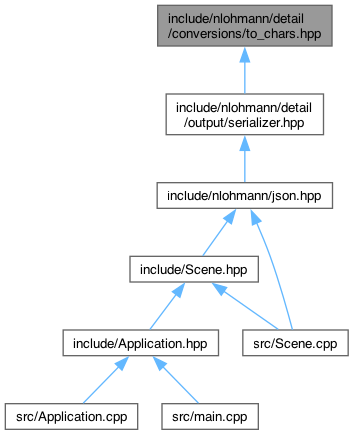 include/nlohmann/detail
/conversions/to_chars.hpp
include/nlohmann/detail
/output/serializer.hpp
include/nlohmann/json.hpp
include/Scene.hpp
include/Application.hpp
src/Scene.cpp
src/Application.cpp
src/main.cpp